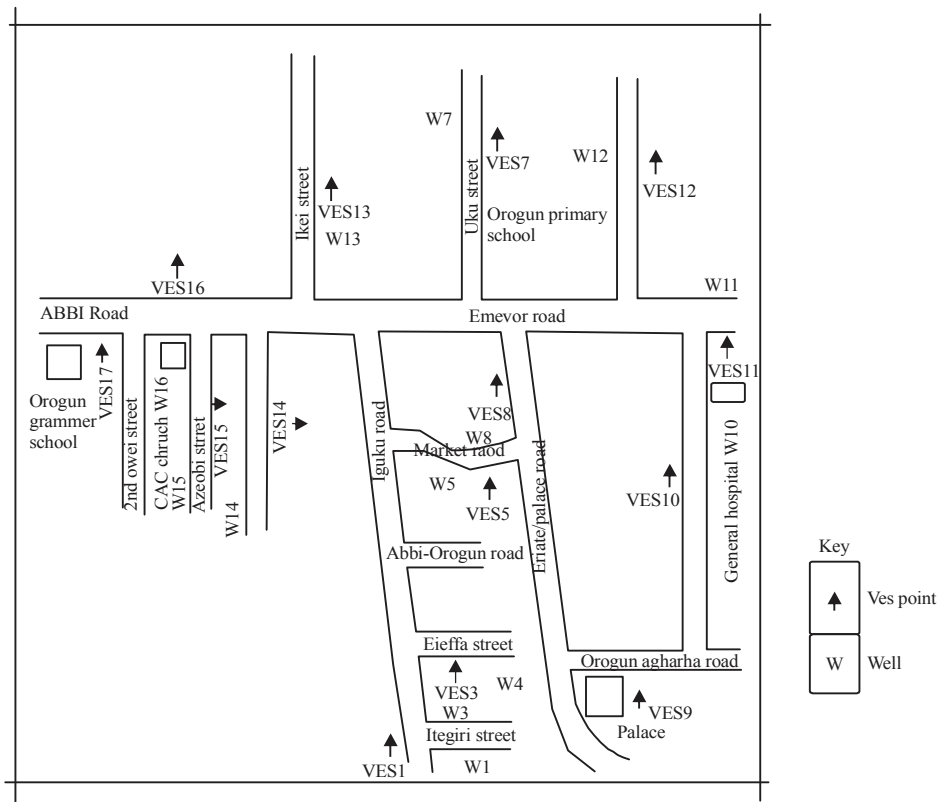 W7
VES7
W12
VES12
Ikei street
VES13
W13
Uku street
Orogun primary
school
VES16
W11
ABBI Road
Emevor road
Orogun
grammer
school
VES17
2nd owei street
CAC chruch W16
W15
Azeobi strret
VES15
W14
VES14
Iguku road
VES8
W8
Market raod
W5
VES5
Eriate/palace road
VES11
VES10
General hospital W10
Abbi-Orogun road
Eieffa street
Orogun agharha road
VES3
W4
W3
VES9
Palace
Itegiri street
VES1
W1
Key
Ves point
W
Well